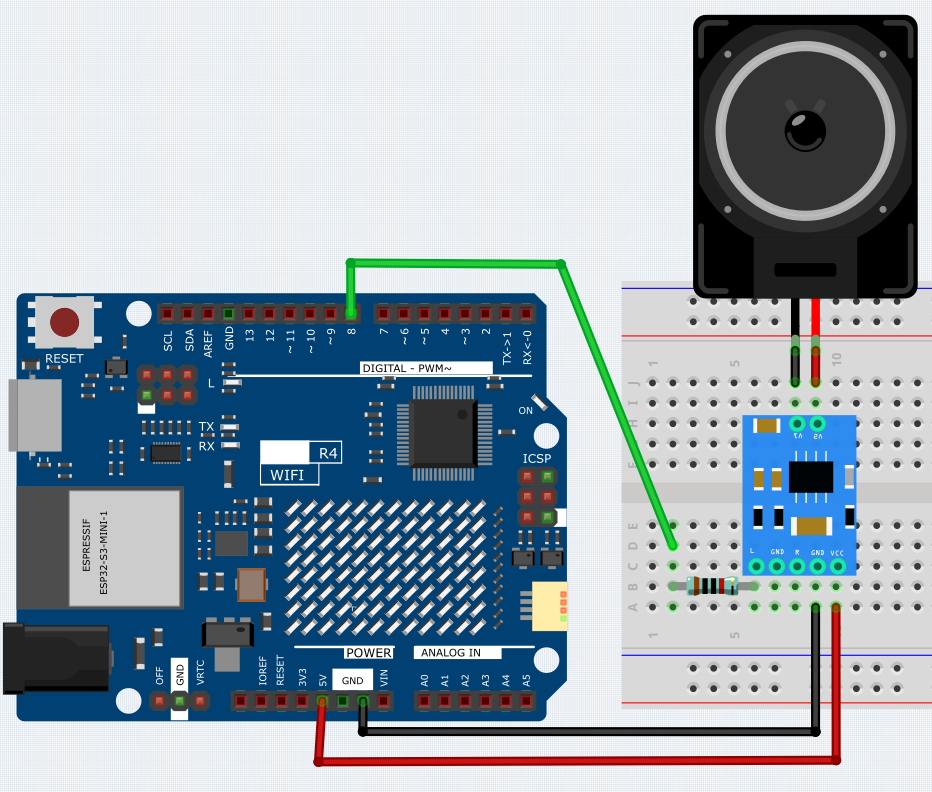 RESET
SCL
SDA
AREF
GND
13
12
~11
~10
~9
8
7
~6
~5
4
~3
2
TX->1
RX<-0
DIGITAL - PWM~
L
TX
RX
ON
R4
WIFI
ICSP
ESPRESSIF
ESP32-S3-MINI-1
POWER
ANALOG IN
OFF
GND
VRTC
IOREF
RESET
3V3
5V
GND
VIN
A0
A1
A2
A3
A4
A5
1
5
10
J
I
H
E
D
C
B
A
V1
V2
L
GND
R
GND
VCC
1
5